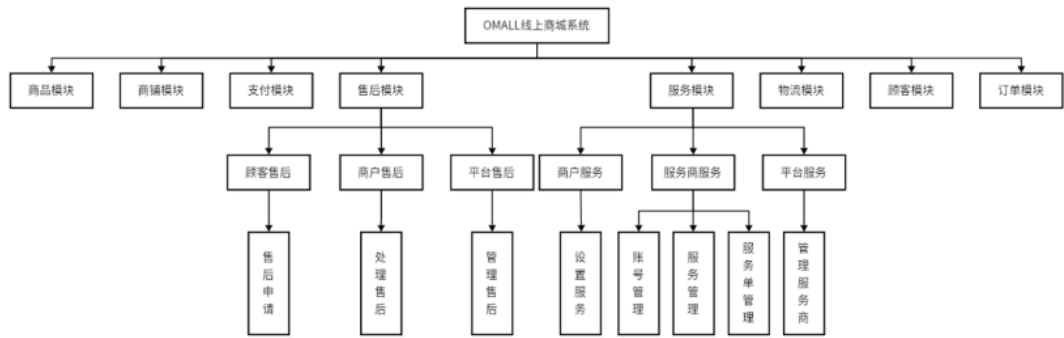 OMALL线上商城系统
商品模块
商铺模块
支付模块
售后模块
服务模块
物流模块
顾客模块
订单模块
顾客售后
商户售后
平台售后
商户服务
服务商服务
平台服务
售后申请
处理售后
管理售后
设置服务
账号管理
服务管理
服务单管理
管理服务商